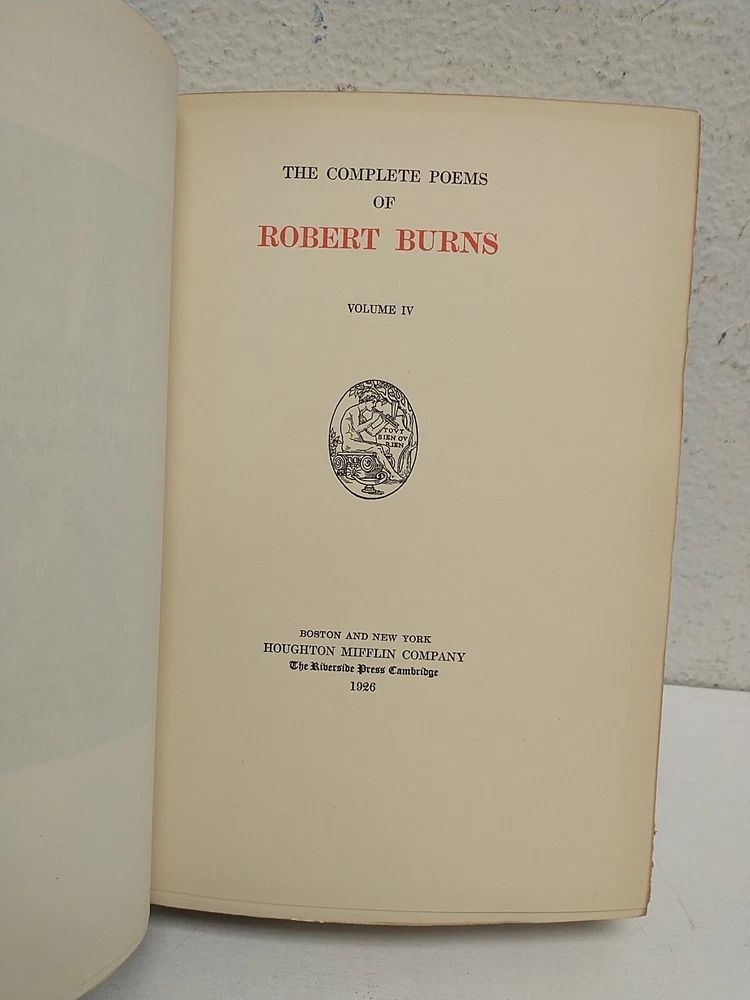 THE COMPLETE POEMS
OF
ROBERT BURNS
VOLUME IV
TOVT
BIEN OV
RIEN
BOSTON AND NEW YORK
HOUGHTON MIFFLIN COMPANY
The Riverside Press Cambridge
1926